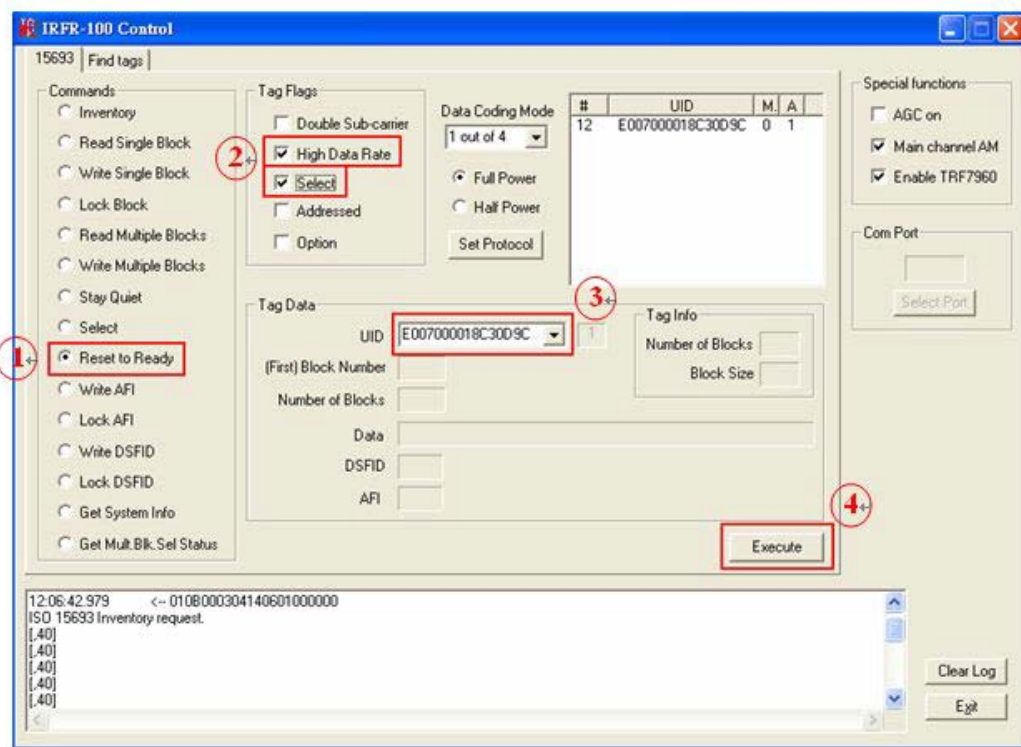 IRFR-100 Control
15693
Find tags
Commands
Inventory
Read Single Block
Write Single Block
Lock Block
Read Multiple Blocks
Write Multiple Blocks
Stay Quiet
Select
1
Reset to Ready
Write AFI
Lock AFI
Write DSFID
Lock DSFID
Get System Info
Get Mult.Blk.Sel Status
Tag Flags
Double Sub-carrier
2
High Data Rate
Select
Addressed
Option
Data Coding Mode
1 out of 4
Full Power
Half Power
Set Protocol
# UID M. A
12 E007000018C30D9C 0 1
Special functions
AGC on
Main channel AM
Enable TRF7960
Com Port
Select Port
Tag Data
3
UID E007000018C30D9C 1
(First) Block Number
Number of Blocks
Data
DSFID
AFI
Tag Info
Number of Blocks
Block Size
4
Execute
12:06:42.979 <-- 010B000304140601000000
ISO 15693 Inventory request.
[,40]
[,40]
[,40]
[,40]
[,40]
Clear Log
Exit